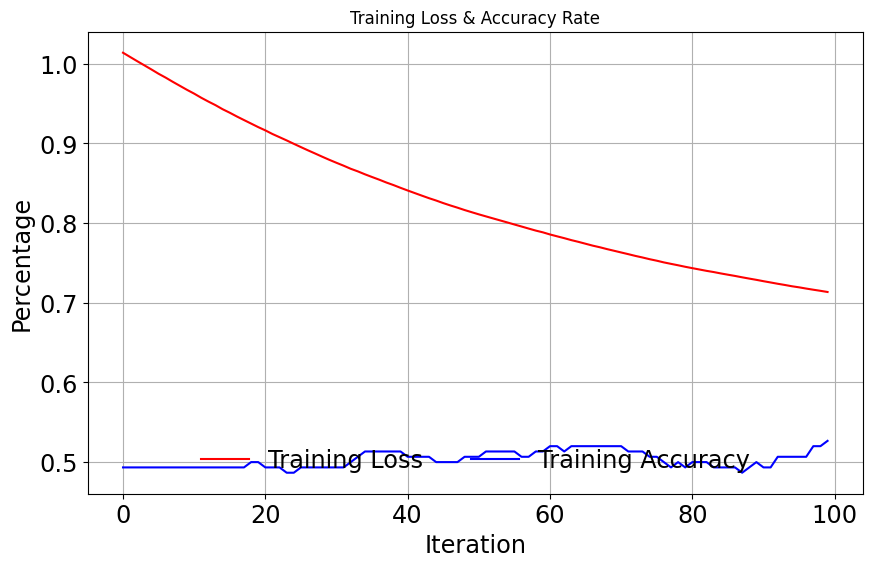 Training Loss & Accuracy Rate
1.0
0.9
0.8
0.7
0.6
0.5
Percentage
Training Loss
Training Accuracy
0 20 40 60 80 100
Iteration